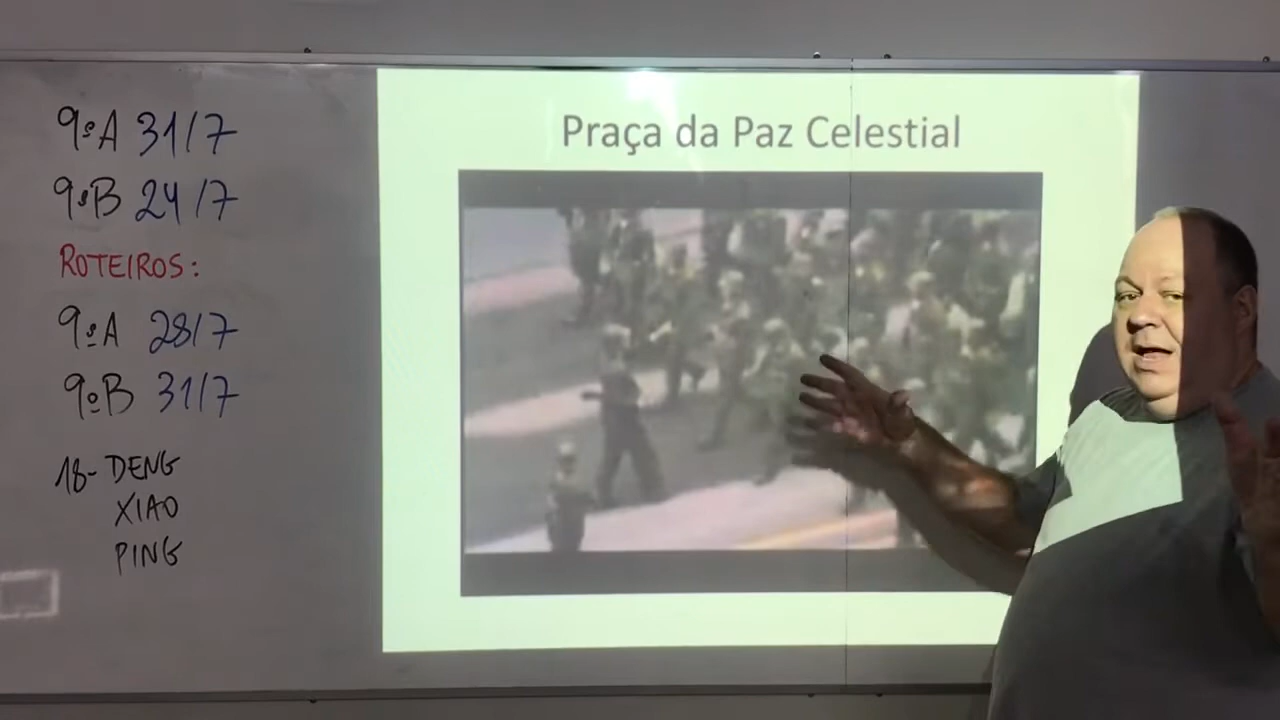 9ºA 31/7
9ºB 24/7
ROTEIROS:
9ºA 28/7
9ºB 31/7
18- DENG
XIAO
PING
Praça da Paz Celestial